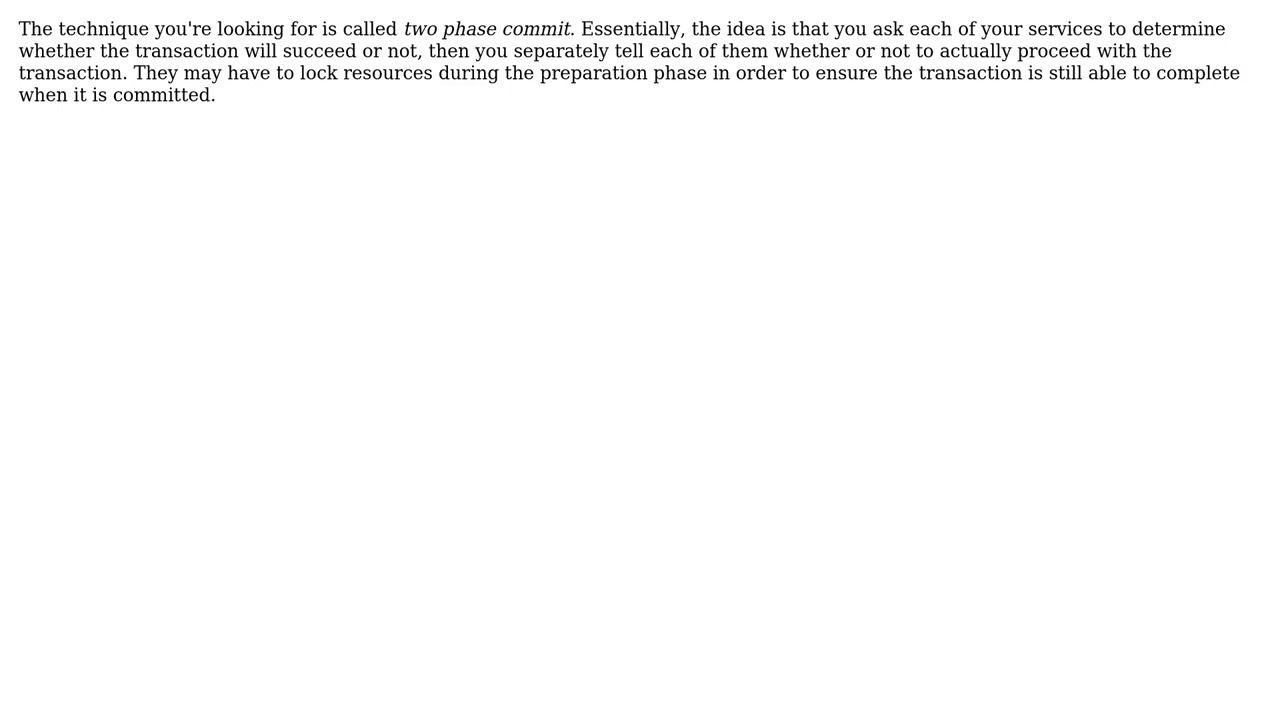 The technique you're looking for is called two phase commit. Essentially, the idea is that you ask each of your services to determine
whether the transaction will succeed or not, then you separately tell each of them whether or not to actually proceed with the
transaction. They may have to lock resources during the preparation phase in order to ensure the transaction is still able to complete
when it is committed.